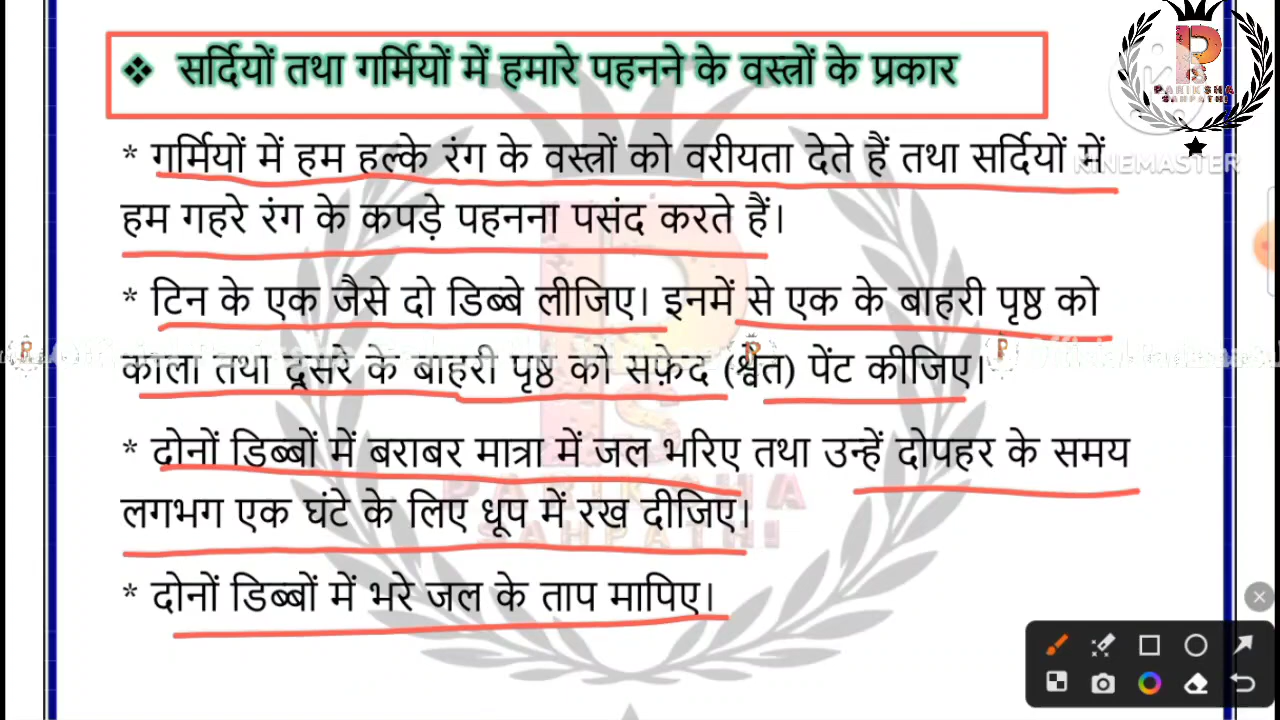 ❖ सर्दियों तथा गर्मियों में हमारे पहनने के वस्त्रों के प्रकार
* गर्मियों में हम हल्के रंग के वस्त्रों को वरीयता देते हैं तथा सर्दियों में
हम गहरे रंग के कपड़े पहनना पसंद करते हैं।
* टिन के एक जैसे दो डिब्बे लीजिए। इनमें से एक के बाहरी पृष्ठ को
काला तथा दूसरे के बाहरी पृष्ठ को सफ़ेद (श्वेत) पेंट कीजिए।
* दोनों डिब्बों में बराबर मात्रा में जल भरिए तथा उन्हें दोपहर के समय
लगभग एक घंटे के लिए धूप में रख दीजिए।
* दोनों डिब्बों में भरे जल के ताप मापिए।
PARIKSHA
SAHPATHI
KINEMASTER
PARIKSHA
SAHPATHI